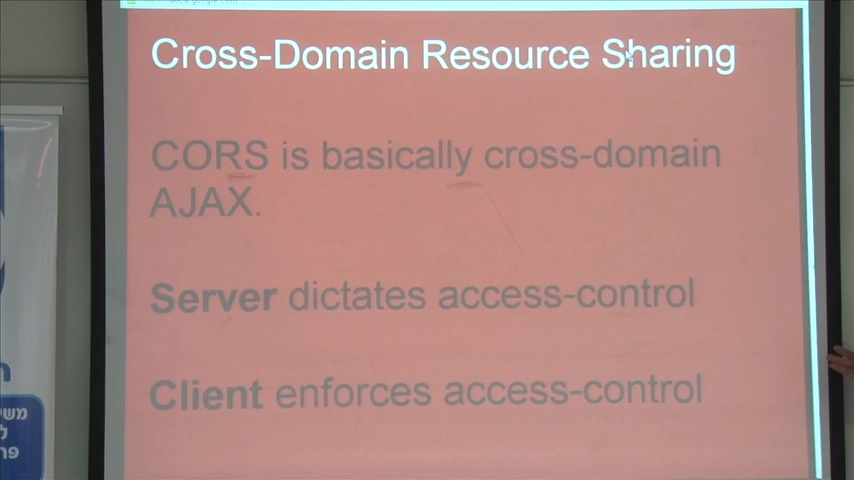 Cross-Domain Resource Sharing
CORS is basically cross-domain
AJAX.
Server dictates access-control
Client enforces access-control